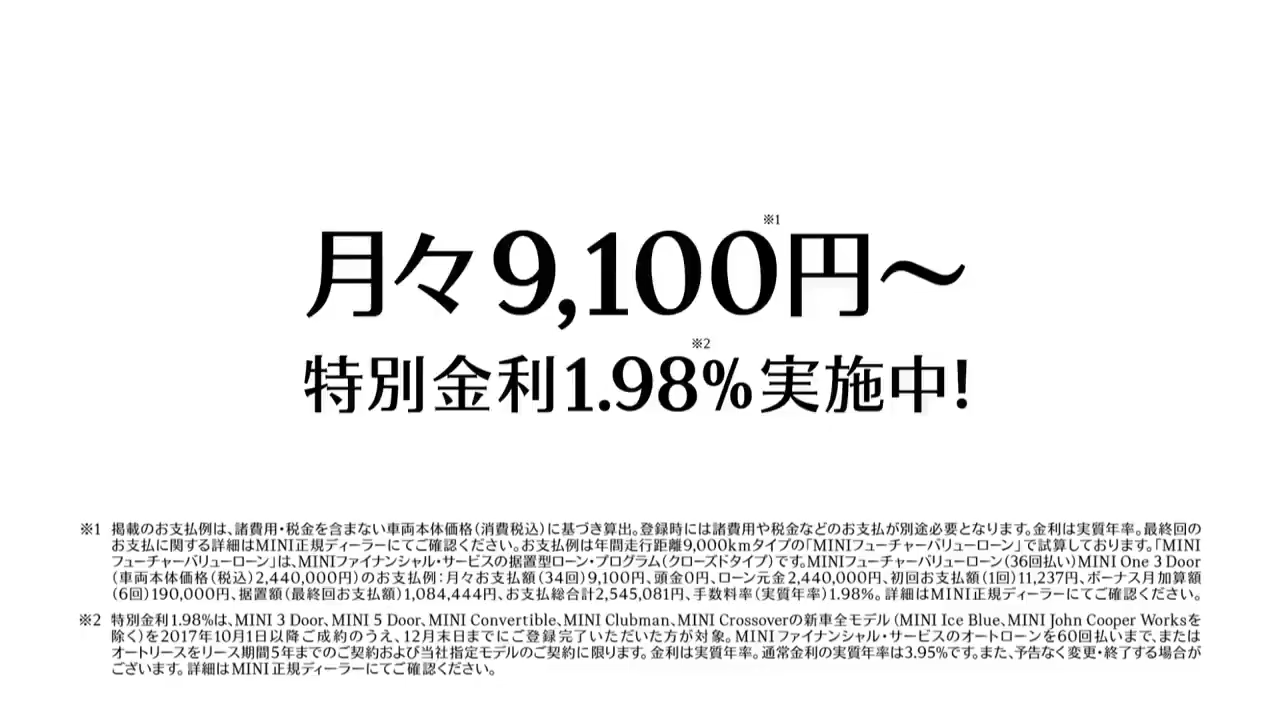 月々9,100円～
※1
特別金利1.98%実施中!
※2
※1 掲載のお支払例は、諸費用・税金を含まない車両本体価格（消費税込）に基づき算出。登録時には諸費用や税金などのお支払が別途必要となります。金利は実質年率。最終回の
お支払に関する詳細はMINI正規ディーラーにてご確認ください。お支払例は年間走行距離9,000kmタイプの「MINIフューチャーバリューローン」で試算しております。「MINI
フューチャーバリューローン」は、MINIファイナンシャル・サービスの据置型ローン・プログラム（クローズドタイプ）です。MINIフューチャーバリューローン（36回払い）MINI One 3 Door
（車両本体価格（税込）2,440,000円）のお支払例：月々お支払額（34回）9,100円、頭金0円、ローン元金2,440,000円、初回お支払額（1回）11,237円、ボーナス月加算額
（6回）190,000円、据置額（最終回お支払額）1,084,444円、お支払総合計2,545,081円、手数料率（実質年率）1.98%。詳細はMINI正規ディーラーにてご確認ください。
※2 特別金利1.98%は、MINI 3 Door、MINI 5 Door、MINI Convertible、MINI Clubman、MINI Crossoverの新車全モデル（MINI Ice Blue、MINI John Cooper Worksを
除く）を2017年10月1日以降ご成約のうえ、12月末日までにご登録完了いただいた方が対象。MINIファイナンシャル・サービスのオートローンを60回払いまで、または
オートリースをリース期間5年までのご契約および当社指定モデルのご契約に限ります。金利は実質年率。通常金利の実質年率は3.95%です。また、予告なく変更・終了する場合が
ございます。詳細はMINI正規ディーラーにてご確認ください。